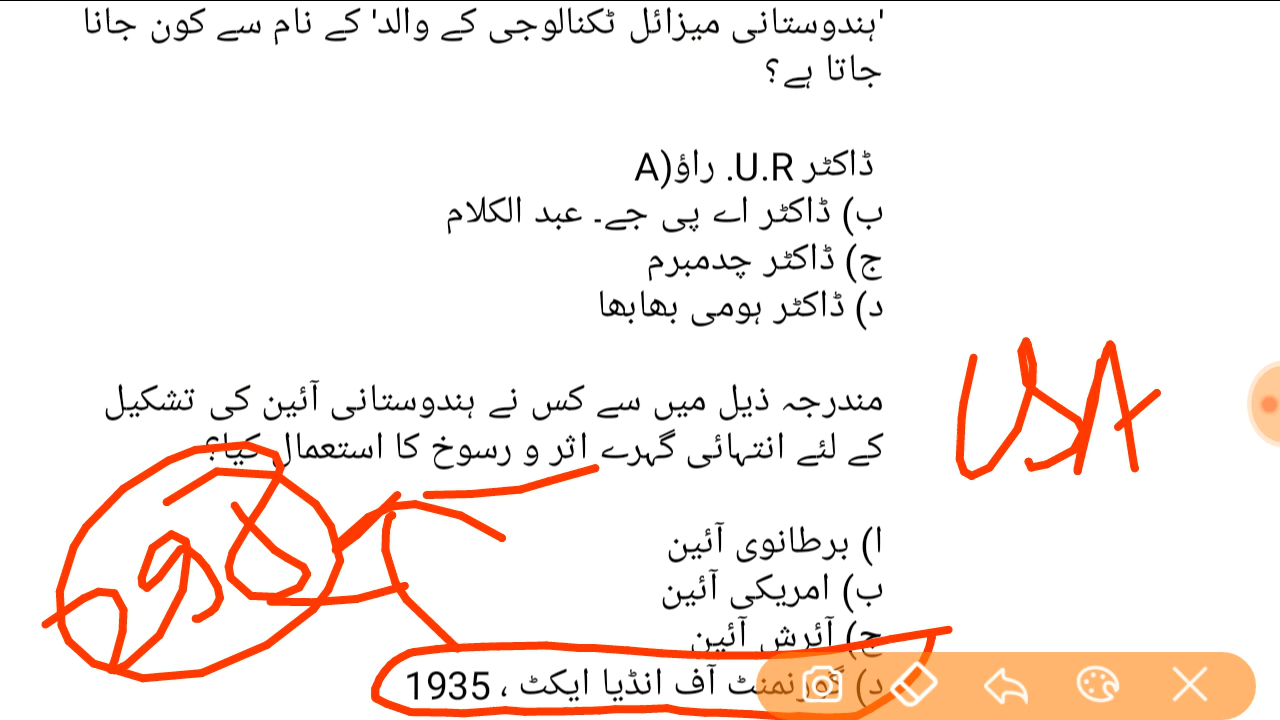 'ہندوستانی میزائل ٹکنالوجی کے والد' کے نام سے کون جانا
جاتا ہے؟
ڈاکٹر U.R. راؤ(A
ب) ڈاکٹر اے پی جے۔ عبد الکلام
ج) ڈاکٹر چدمبرم
د) ڈاکٹر ہومی بھابھا
مندرجہ ذیل میں سے کس نے ہندوستانی آئین کی تشکیل
کے لئے انتہائی گہرے اثر و رسوخ کا استعمال کیا؟
USA
ا) برطانوی آئین
ب) امریکی آئین
ج) آئرش آئین
د) گورنمنٹ آف انڈیا ایکٹ ، 1935